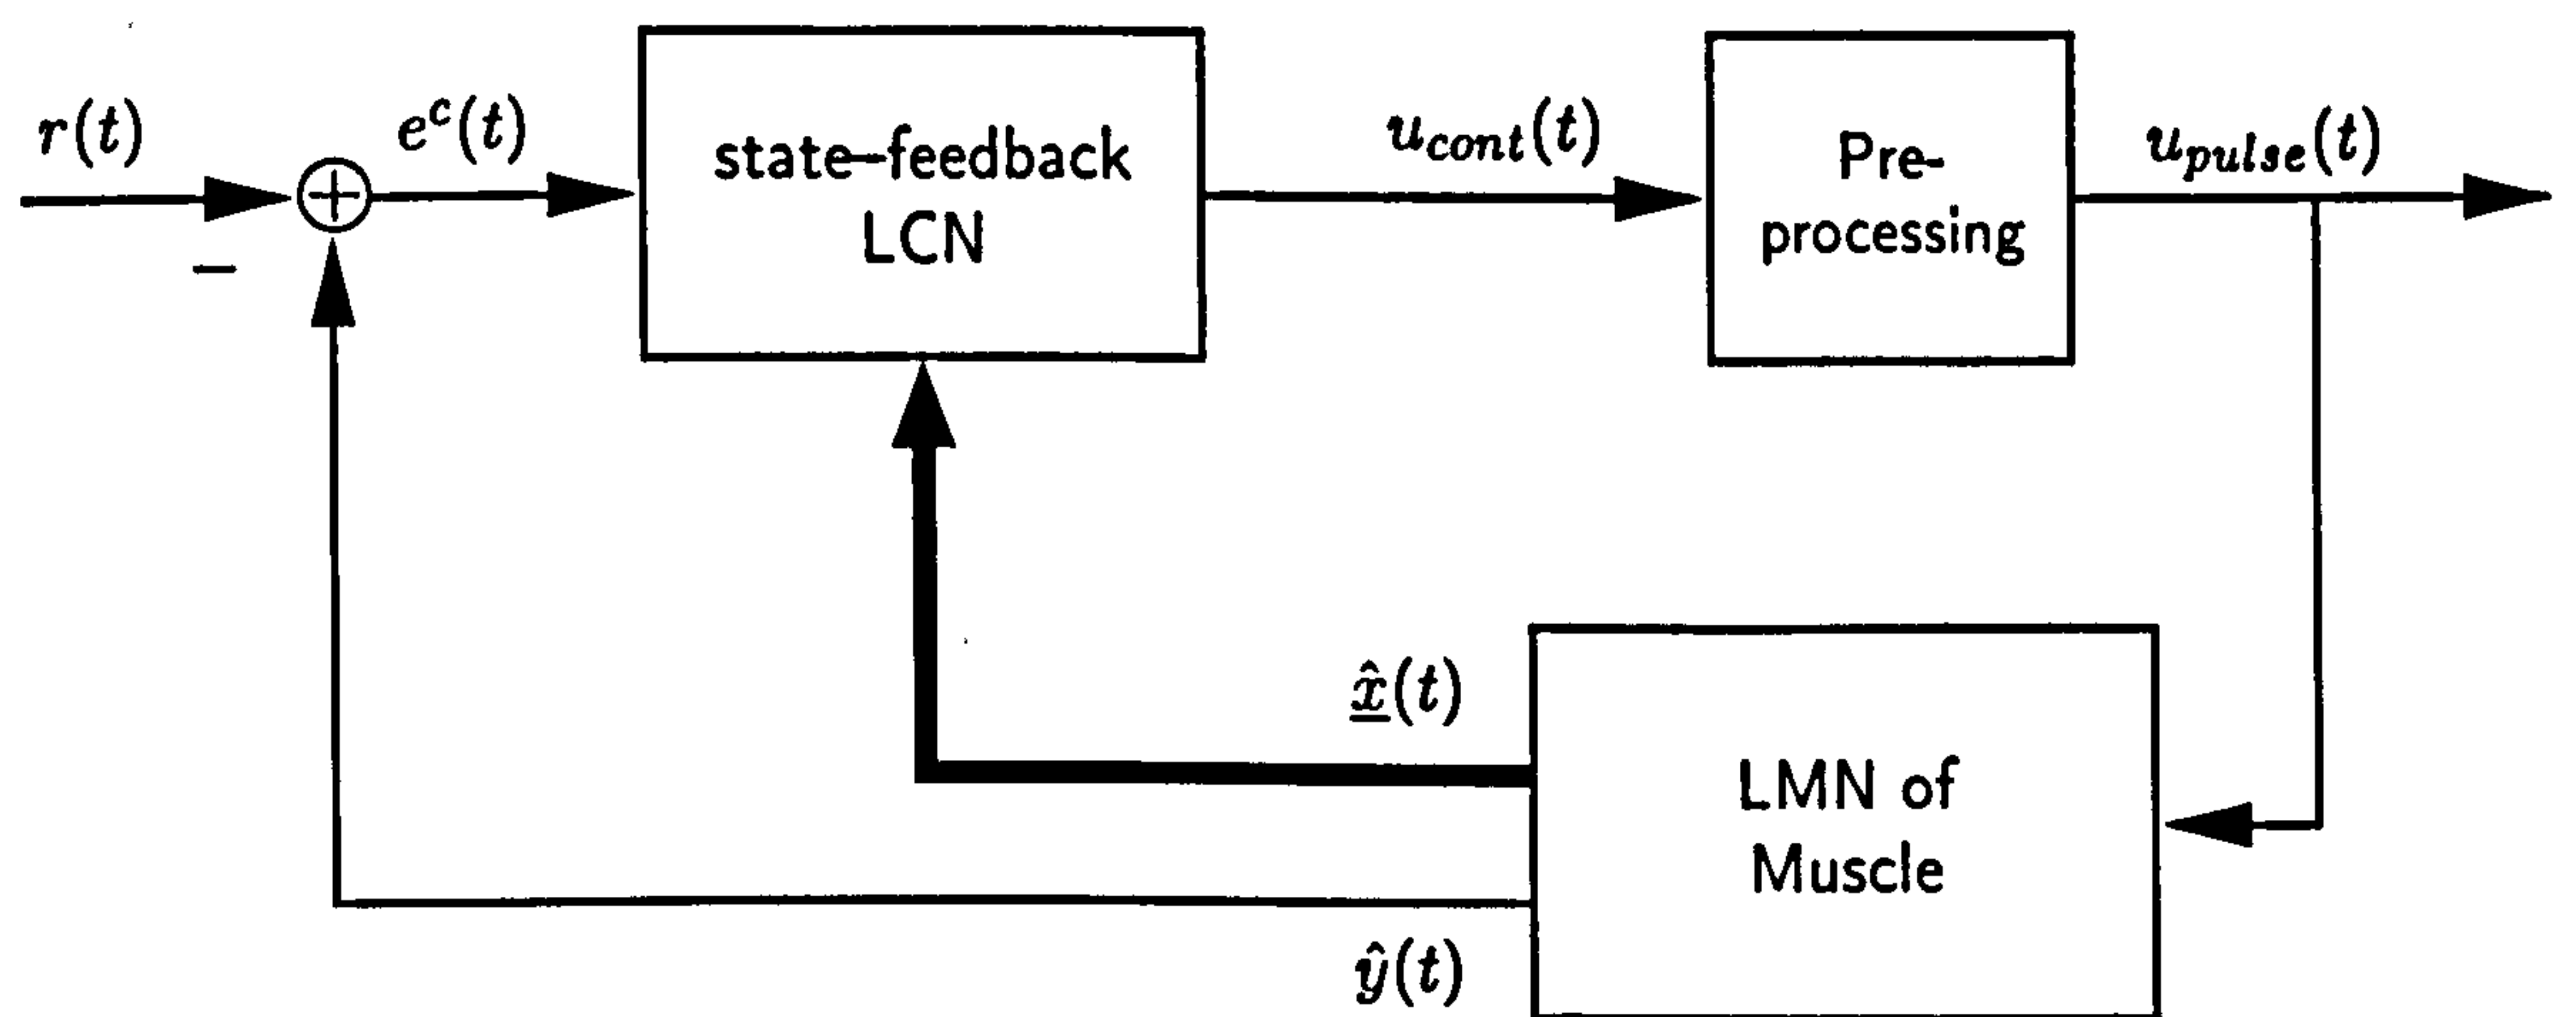 r(t)
e^c(t)
state–feedback
LCN
u_cont(t)
Pre-
processing
u_pulse(t)
−
x̲̂(t)
LMN of
Muscle
ŷ(t)